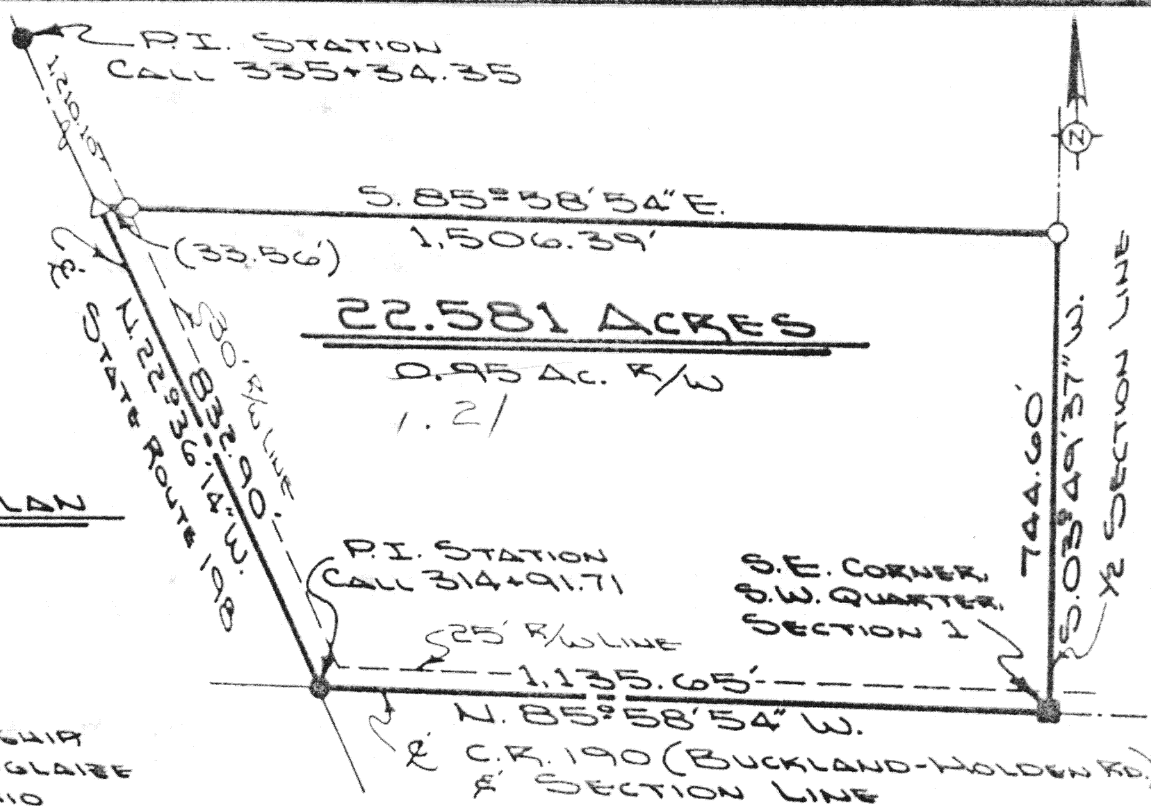 P.I. STATION
CALL 335+34.35
1,210.10'
S. 85°58'54" E.
1,506.39'
(33.56')
22.581 ACRES
0.95 AC. R/W
1.21
30' R/W LINE
832.90'
N. 22°36'14" W.
℄ STATE ROUTE 198
744.60'
S. 03°49'37" W.
½ SECTION LINE
N
LAN
P.I. STATION
CALL 314+91.71
S.E. CORNER,
S.W. QUARTER,
SECTION 1
25' R/W LINE
1,135.65'
N. 85°58'54" W.
℄ C.R. 190 (BUCKLAND-HOLDEN RD.)
& SECTION LINE
SHIP
GLAIZE
HIO